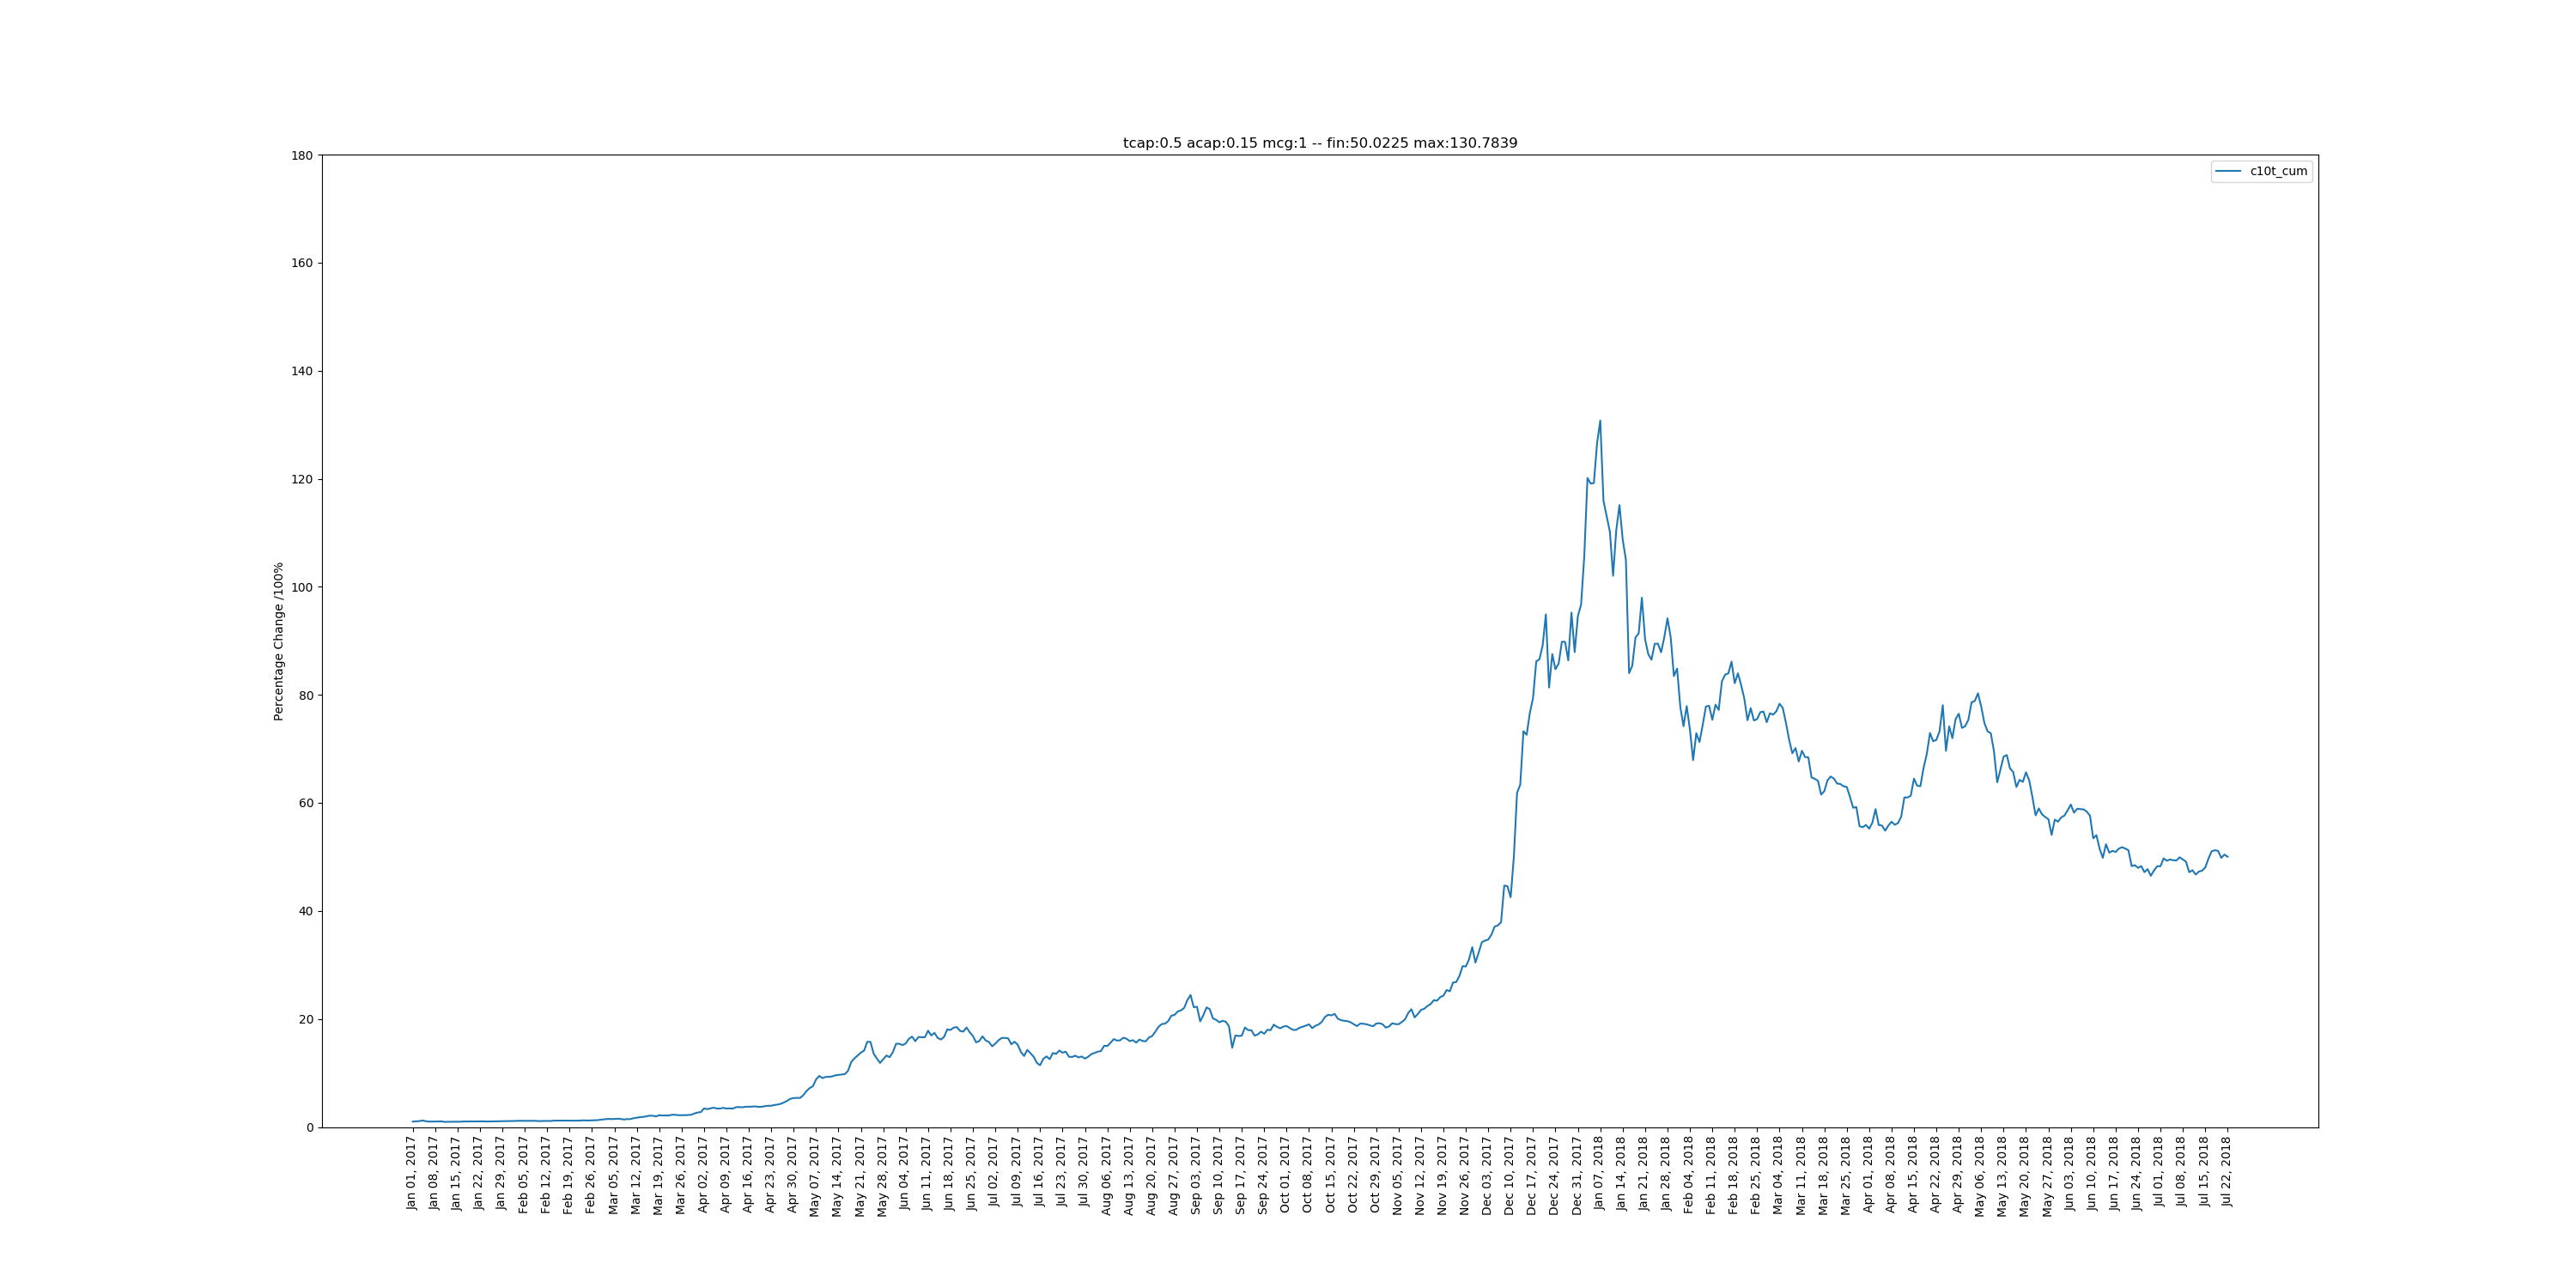 tcap:0.5 acap:0.15 mcg:1 -- fin:50.0225 max:130.7839
c10t_cum
Percentage Change /100%
180
160
140
120
100
80
60
40
20
0
Jan 01, 2017
Jan 08, 2017
Jan 15, 2017
Jan 22, 2017
Jan 29, 2017
Feb 05, 2017
Feb 12, 2017
Feb 19, 2017
Feb 26, 2017
Mar 05, 2017
Mar 12, 2017
Mar 19, 2017
Mar 26, 2017
Apr 02, 2017
Apr 09, 2017
Apr 16, 2017
Apr 23, 2017
Apr 30, 2017
May 07, 2017
May 14, 2017
May 21, 2017
May 28, 2017
Jun 04, 2017
Jun 11, 2017
Jun 18, 2017
Jun 25, 2017
Jul 02, 2017
Jul 09, 2017
Jul 16, 2017
Jul 23, 2017
Jul 30, 2017
Aug 06, 2017
Aug 13, 2017
Aug 20, 2017
Aug 27, 2017
Sep 03, 2017
Sep 10, 2017
Sep 17, 2017
Sep 24, 2017
Oct 01, 2017
Oct 08, 2017
Oct 15, 2017
Oct 22, 2017
Oct 29, 2017
Nov 05, 2017
Nov 12, 2017
Nov 19, 2017
Nov 26, 2017
Dec 03, 2017
Dec 10, 2017
Dec 17, 2017
Dec 24, 2017
Dec 31, 2017
Jan 07, 2018
Jan 14, 2018
Jan 21, 2018
Jan 28, 2018
Feb 04, 2018
Feb 11, 2018
Feb 18, 2018
Feb 25, 2018
Mar 04, 2018
Mar 11, 2018
Mar 18, 2018
Mar 25, 2018
Apr 01, 2018
Apr 08, 2018
Apr 15, 2018
Apr 22, 2018
Apr 29, 2018
May 06, 2018
May 13, 2018
May 20, 2018
May 27, 2018
Jun 03, 2018
Jun 10, 2018
Jun 17, 2018
Jun 24, 2018
Jul 01, 2018
Jul 08, 2018
Jul 15, 2018
Jul 22, 2018